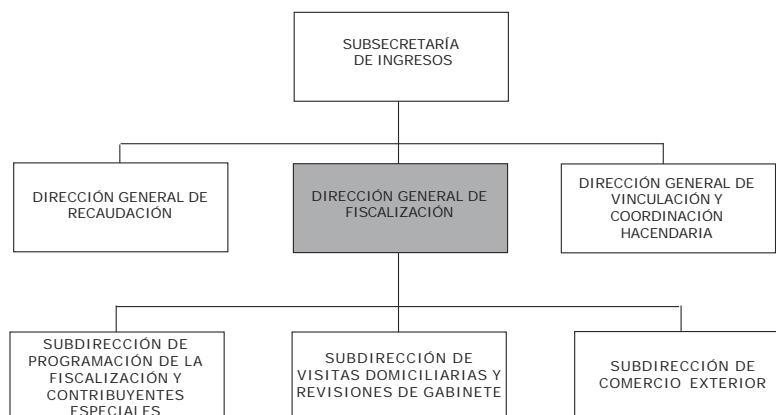 SUBSECRETARÍA
DE INGRESOS
DIRECCIÓN GENERAL DE
RECAUDACIÓN
DIRECCIÓN GENERAL DE
FISCALIZACIÓN
DIRECCIÓN GENERAL DE
VINCULACIÓN Y
COORDINACIÓN
HACENDARIA
SUBDIRECCIÓN DE
PROGRAMACIÓN DE LA
FISCALIZACIÓN Y
CONTRIBUYENTES
ESPECIALES
SUBDIRECCIÓN DE
VISITAS DOMICILIARIAS Y
REVISIONES DE GABINETE
SUBDIRECCIÓN DE
COMERCIO EXTERIOR